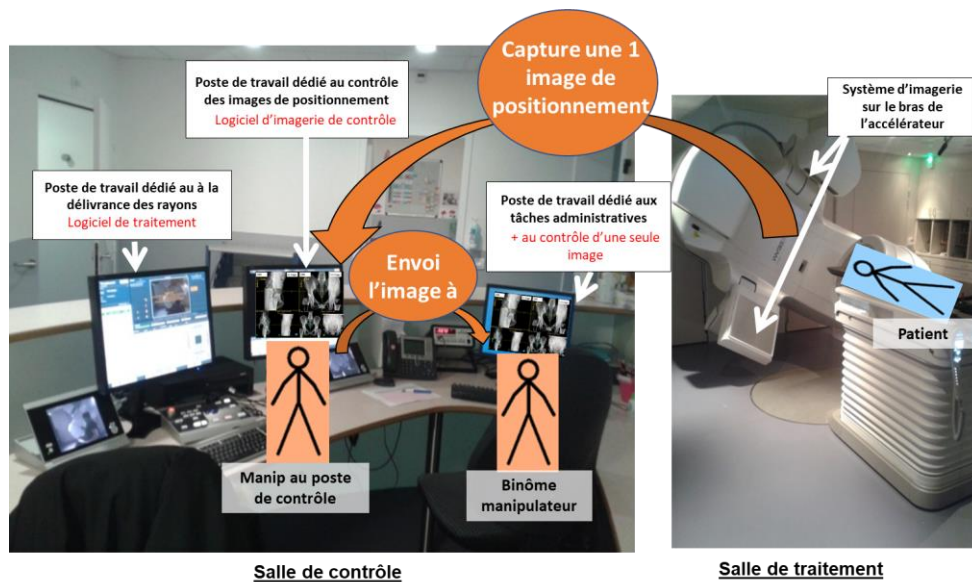 Capture une 1
image de
positionnement
Poste de travail dédié au contrôle
des images de positionnement
Logiciel d'imagerie de contrôle
Système d'imagerie
sur le bras de
l'accélérateur
Poste de travail dédié au à la
délivrance des rayons
Logiciel de traitement
Poste de travail dédié aux
tâches administratives
+ au contrôle d'une seule
image
Envoi
l'image à
Patient
Manip au poste
de contrôle
Binôme
manipulateur
Salle de contrôle
Salle de traitement